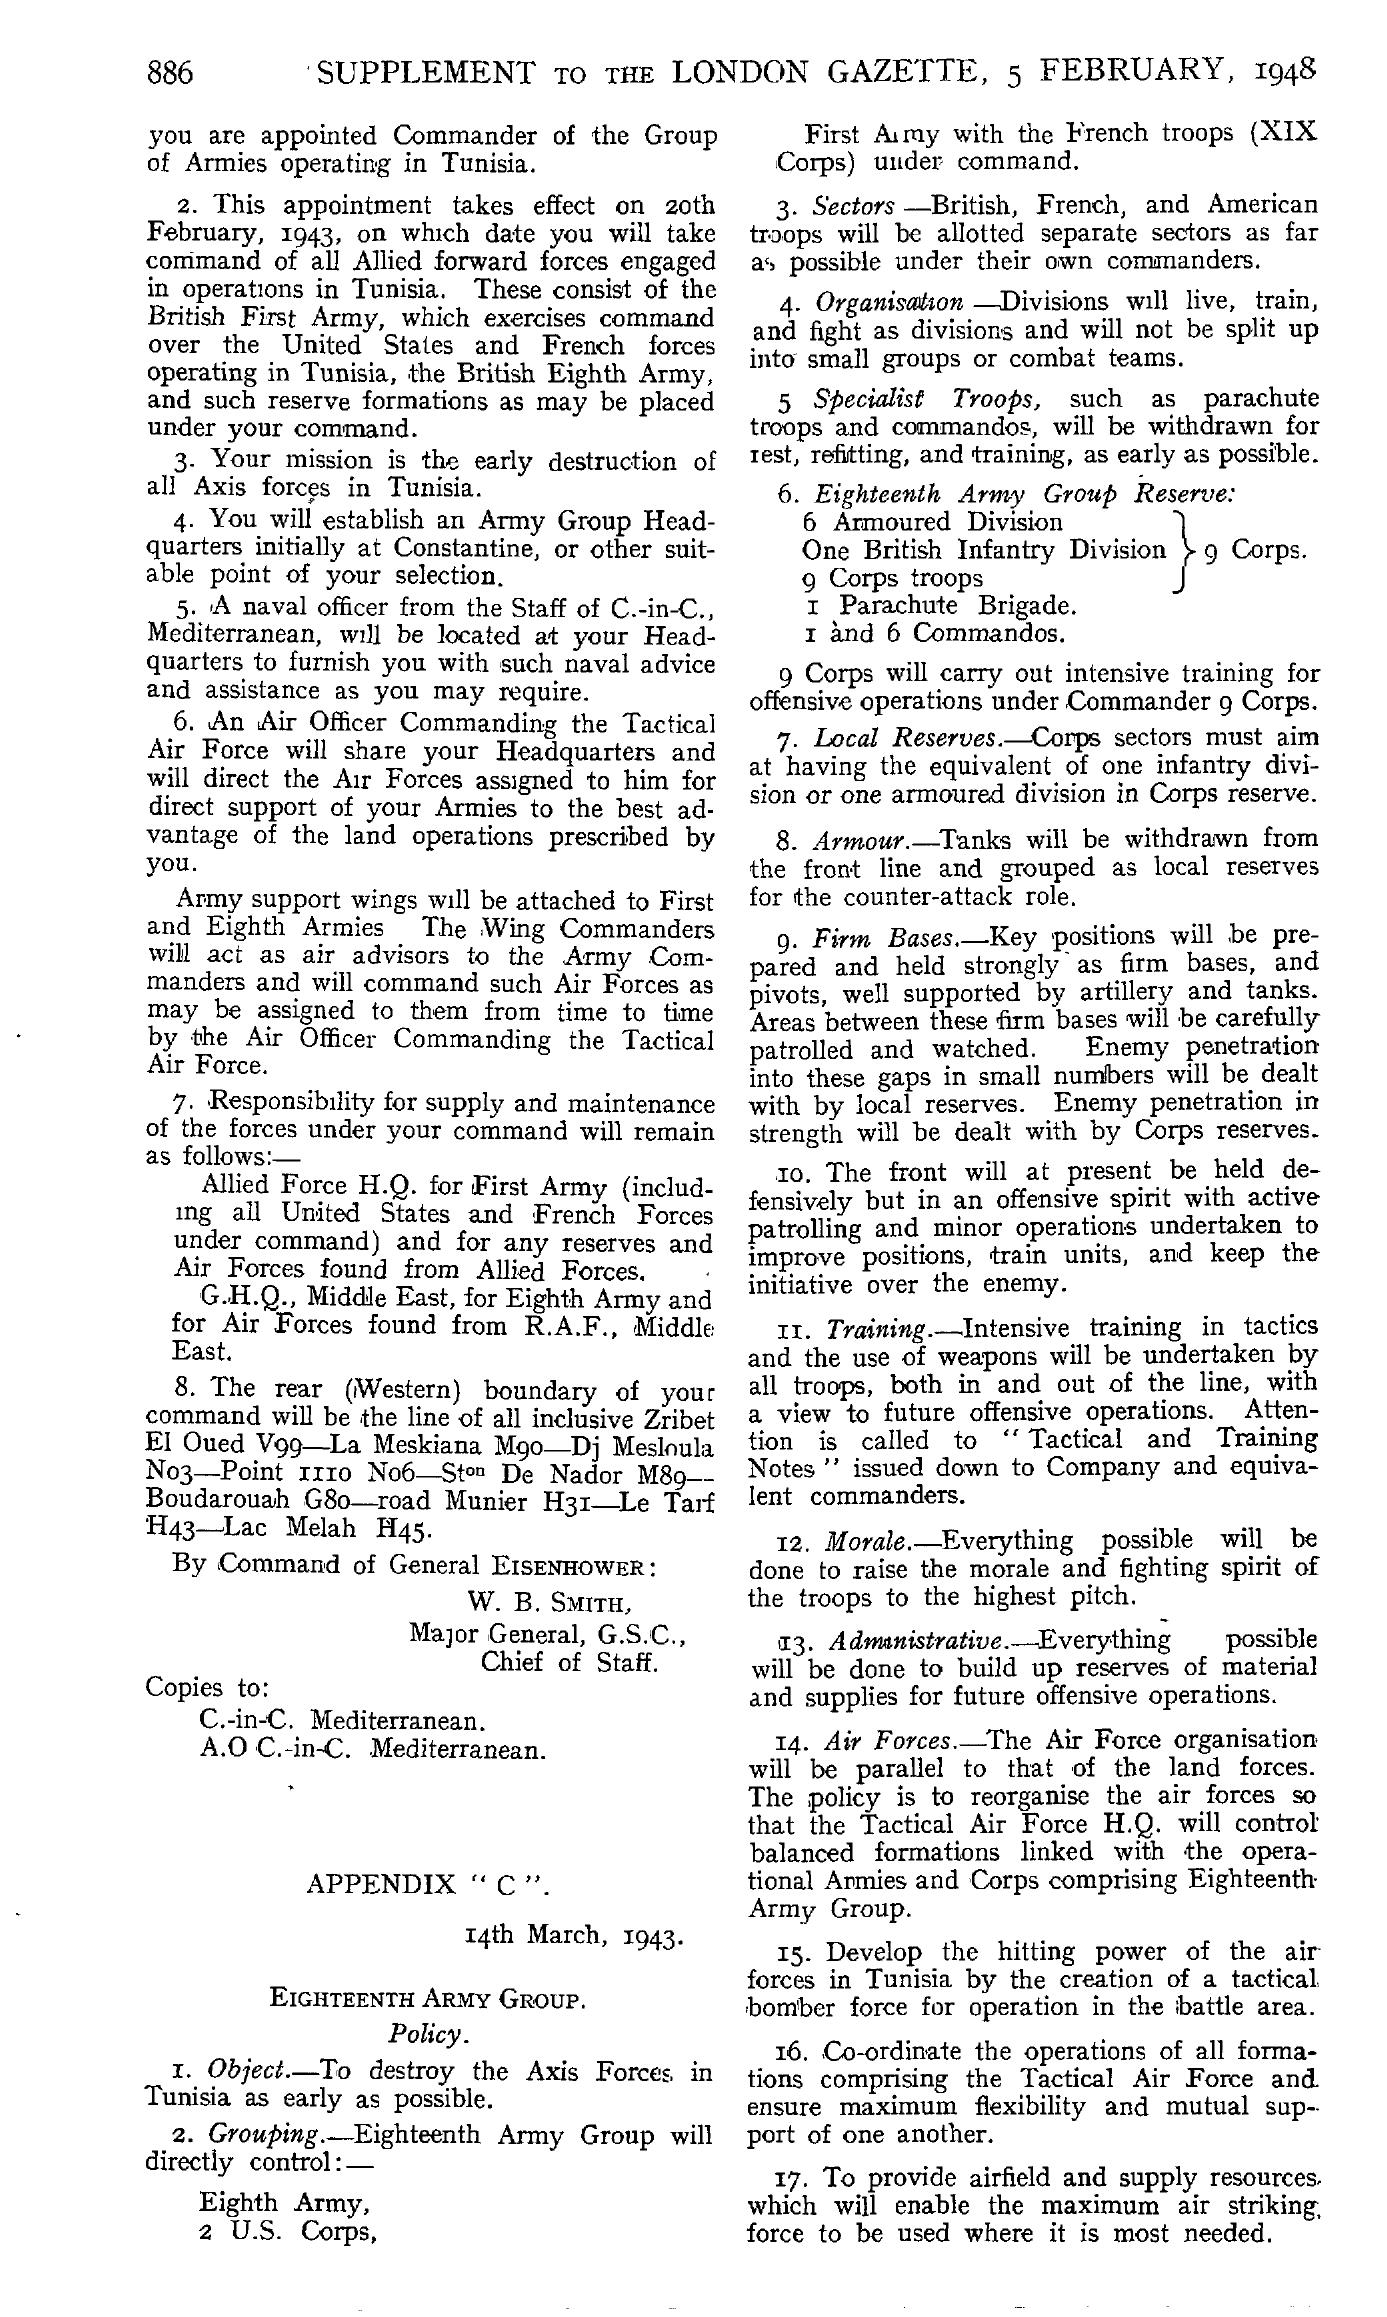 886 SUPPLEMENT TO THE LONDON GAZETTE, 5 FEBRUARY, 1948
you are appointed Commander of the Group
of Armies operating in Tunisia.
2. This appointment takes effect on 20th
February, 1943, on which date you will take
command of all Allied forward forces engaged
in operations in Tunisia. These consist of the
British First Army, which exercises command
over the United States and French forces
operating in Tunisia, the British Eighth Army,
and such reserve formations as may be placed
under your command.
3. Your mission is the early destruction of
all Axis forces in Tunisia.
4. You will establish an Army Group Head-
quarters initially at Constantine, or other suit-
able point of your selection.
5. A naval officer from the Staff of C.-in-C.,
Mediterranean, will be located at your Head-
quarters to furnish you with such naval advice
and assistance as you may require.
6. An Air Officer Commanding the Tactical
Air Force will share your Headquarters and
will direct the Air Forces assigned to him for
direct support of your Armies to the best ad-
vantage of the land operations prescribed by
you.
Army support wings will be attached to First
and Eighth Armies The Wing Commanders
will act as air advisors to the Army Com-
manders and will command such Air Forces as
may be assigned to them from time to time
by the Air Officer Commanding the Tactical
Air Force.
7. Responsibility for supply and maintenance
of the forces under your command will remain
as follows:—
Allied Force H.Q. for First Army (includ-
ing all United States and French Forces
under command) and for any reserves and
Air Forces found from Allied Forces.
G.H.Q., Middle East, for Eighth Army and
for Air Forces found from R.A.F., Middle
East.
8. The rear (Western) boundary of your
command will be the line of all inclusive Zribet
El Oued V99—La Meskiana M90—Dj Mesloula
N03—Point 1110 N06—Ston De Nador M89—
Boudarouah G80—road Munier H31—Le Tarf
H43—Lac Melah H45.
By Command of General EISENHOWER:
W. B. SMITH,
Major General, G.S.C.,
Chief of Staff.
Copies to:
C.-in-C. Mediterranean.
A.O C.-in-C. Mediterranean.
APPENDIX "C".
14th March, 1943.
EIGHTEENTH ARMY GROUP.
Policy.
1. Object.—To destroy the Axis Forces in
Tunisia as early as possible.
2. Grouping.—Eighteenth Army Group will
directly control:—
Eighth Army,
2 U.S. Corps,
First Army with the French troops (XIX
Corps) under command.
3. Sectors —British, French, and American
troops will be allotted separate sectors as far
as possible under their own commanders.
4. Organisation —Divisions will live, train,
and fight as divisions and will not be split up
into small groups or combat teams.
5 Specialist Troops, such as parachute
troops and commandos, will be withdrawn for
rest, refitting, and training, as early as possible.
6. Eighteenth Army Group Reserve:
6 Armoured Division
One British Infantry Division } 9 Corps.
9 Corps troops
1 Parachute Brigade.
1 and 6 Commandos.
9 Corps will carry out intensive training for
offensive operations under Commander 9 Corps.
7. Local Reserves.—Corps sectors must aim
at having the equivalent of one infantry divi-
sion or one armoured division in Corps reserve.
8. Armour.—Tanks will be withdrawn from
the front line and grouped as local reserves
for the counter-attack role.
9. Firm Bases.—Key positions will be pre-
pared and held strongly as firm bases, and
pivots, well supported by artillery and tanks.
Areas between these firm bases will be carefully
patrolled and watched. Enemy penetration
into these gaps in small numbers will be dealt
with by local reserves. Enemy penetration in
strength will be dealt with by Corps reserves.
10. The front will at present be held de-
fensively but in an offensive spirit with active
patrolling and minor operations undertaken to
improve positions, train units, and keep the
initiative over the enemy.
11. Training.—Intensive training in tactics
and the use of weapons will be undertaken by
all troops, both in and out of the line, with
a view to future offensive operations. Atten-
tion is called to "Tactical and Training
Notes" issued down to Company and equiva-
lent commanders.
12. Morale.—Everything possible will be
done to raise the morale and fighting spirit of
the troops to the highest pitch.
13. Administrative.—Everything possible
will be done to build up reserves of material
and supplies for future offensive operations.
14. Air Forces.—The Air Force organisation
will be parallel to that of the land forces.
The policy is to reorganise the air forces so
that the Tactical Air Force H.Q. will control
balanced formations linked with the opera-
tional Armies and Corps comprising Eighteenth
Army Group.
15. Develop the hitting power of the air
forces in Tunisia by the creation of a tactical
bomber force for operation in the battle area.
16. Co-ordinate the operations of all forma-
tions comprising the Tactical Air Force and
ensure maximum flexibility and mutual sup-
port of one another.
17. To provide airfield and supply resources
which will enable the maximum air striking
force to be used where it is most needed.